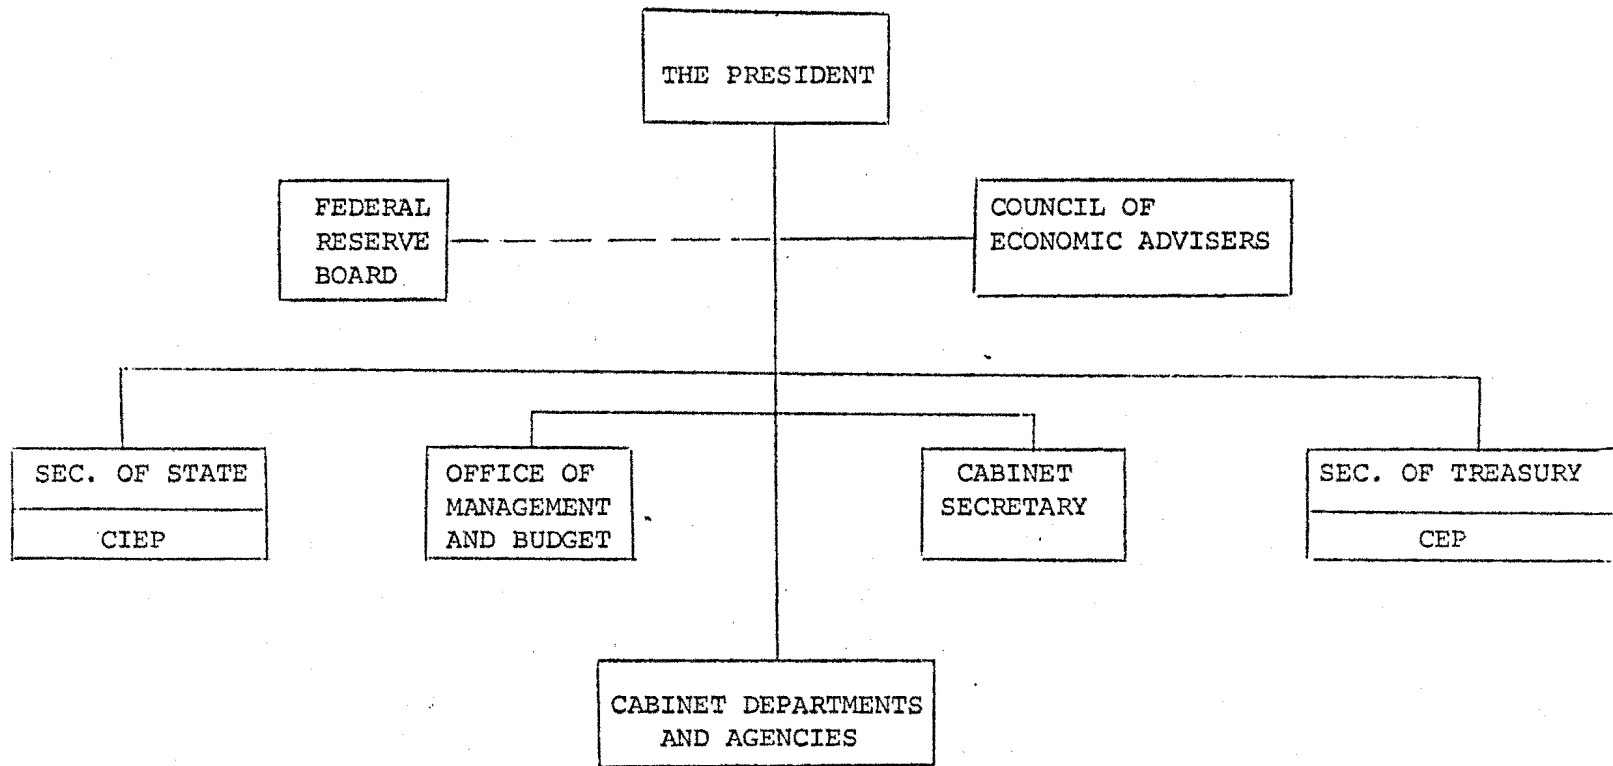 THE PRESIDENT
FEDERAL
RESERVE
BOARD
COUNCIL OF
ECONOMIC ADVISERS
SEC. OF STATE
CIEP
OFFICE OF
MANAGEMENT
AND BUDGET
CABINET
SECRETARY
SEC. OF TREASURY
CEP
CABINET DEPARTMENTS
AND AGENCIES